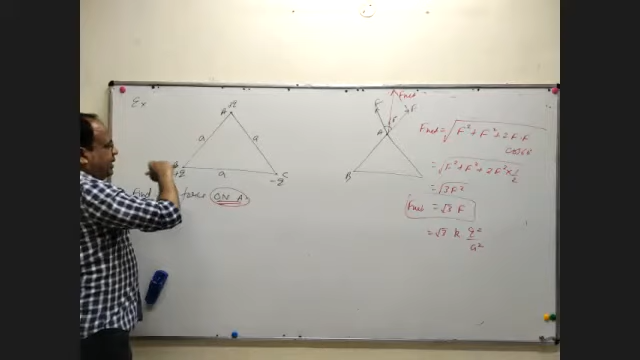 Ex
A
a a
a
C
Find force ON A
F Fnet F
A
B
Fnet = √F² + F² + 2F·F cos60
= √F² + F² + 2F² × 1/2
= √3F²
Fnet = √3 F
= √3 k q²/a²